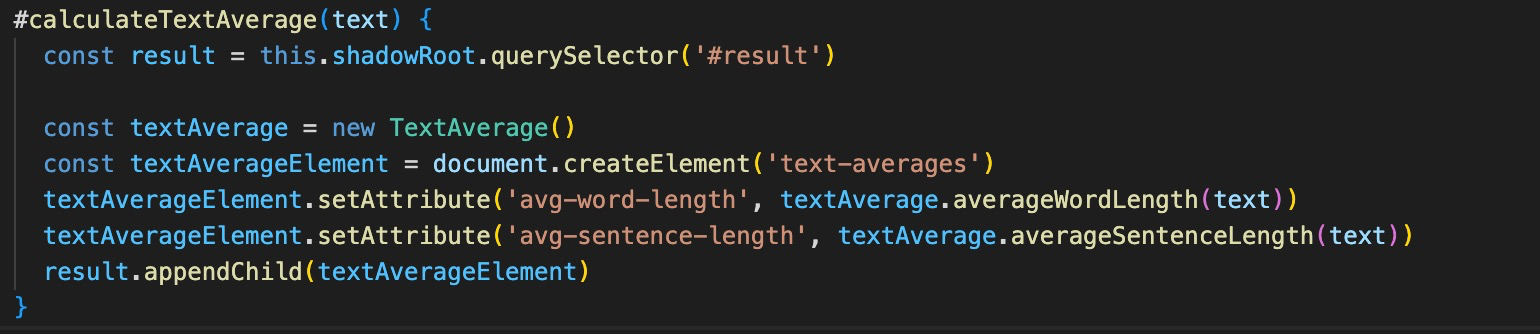 #calculateTextAverage(text) {
const result = this.shadowRoot.querySelector('#result')
const textAverage = new TextAverage()
const textAverageElement = document.createElement('text-averages')
textAverageElement.setAttribute('avg-word-length', textAverage.averageWordLength(text))
textAverageElement.setAttribute('avg-sentence-length', textAverage.averageSentenceLength(text))
result.appendChild(textAverageElement)
}